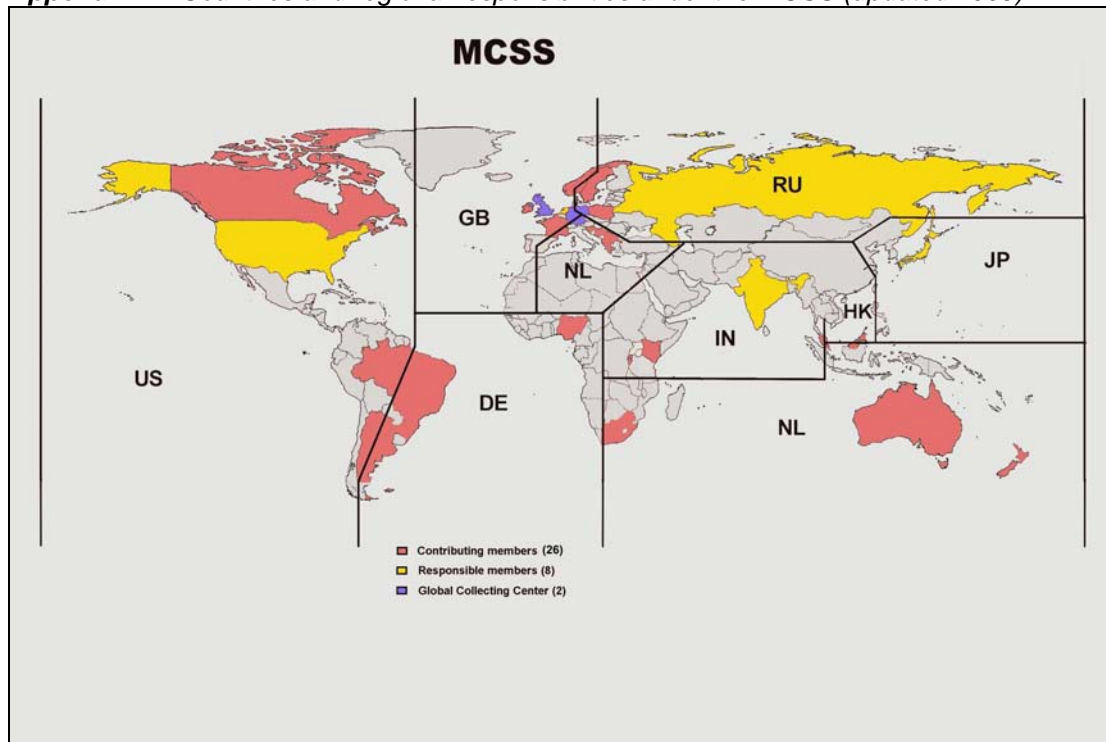 MCSS
RU
GB
NL
JP
HK
IN
US
DE
NL
Contributing members (26)
Responsible members (8)
Global Collecting Center (2)